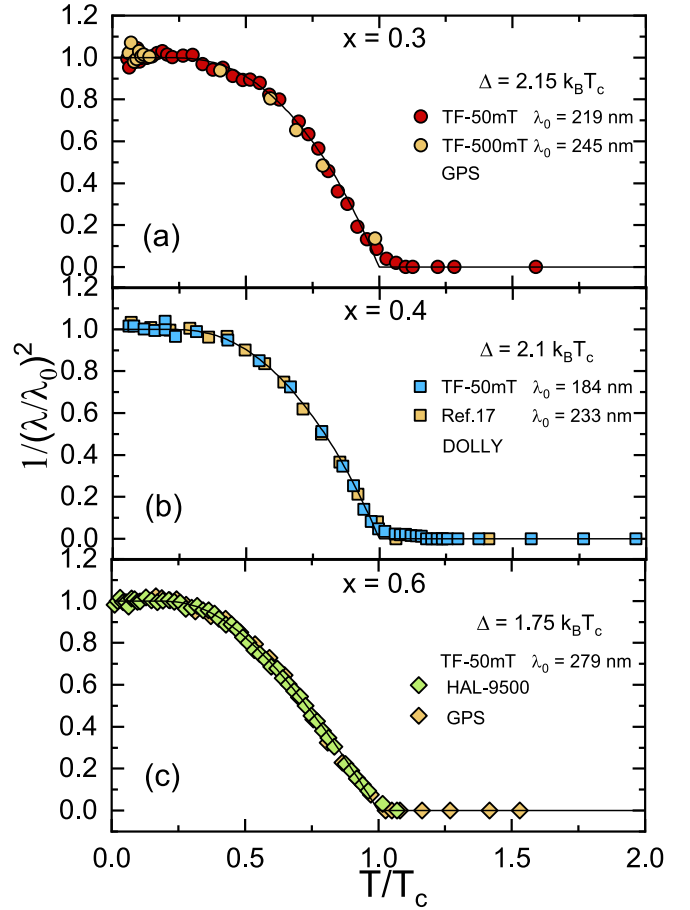 x = 0.3
1.2
1.0
0.8
0.6
0.4
0.2
0.0
Δ = 2.15 k_BT_c
TF-50mT λ₀ = 219 nm
TF-500mT λ₀ = 245 nm
GPS
(a)
x = 0.4
1.2
1.0
0.8
0.6
0.4
0.2
0.0
Δ = 2.1 k_BT_c
TF-50mT λ₀ = 184 nm
Ref.17 λ₀ = 233 nm
DOLLY
(b)
1/(λ/λ₀)²
x = 0.6
1.2
1.0
0.8
0.6
0.4
0.2
0.0
Δ = 1.75 k_BT_c
TF-50mT λ₀ = 279 nm
HAL-9500
GPS
(c)
0.0 0.5 1.0 1.5 2.0
T/T_c